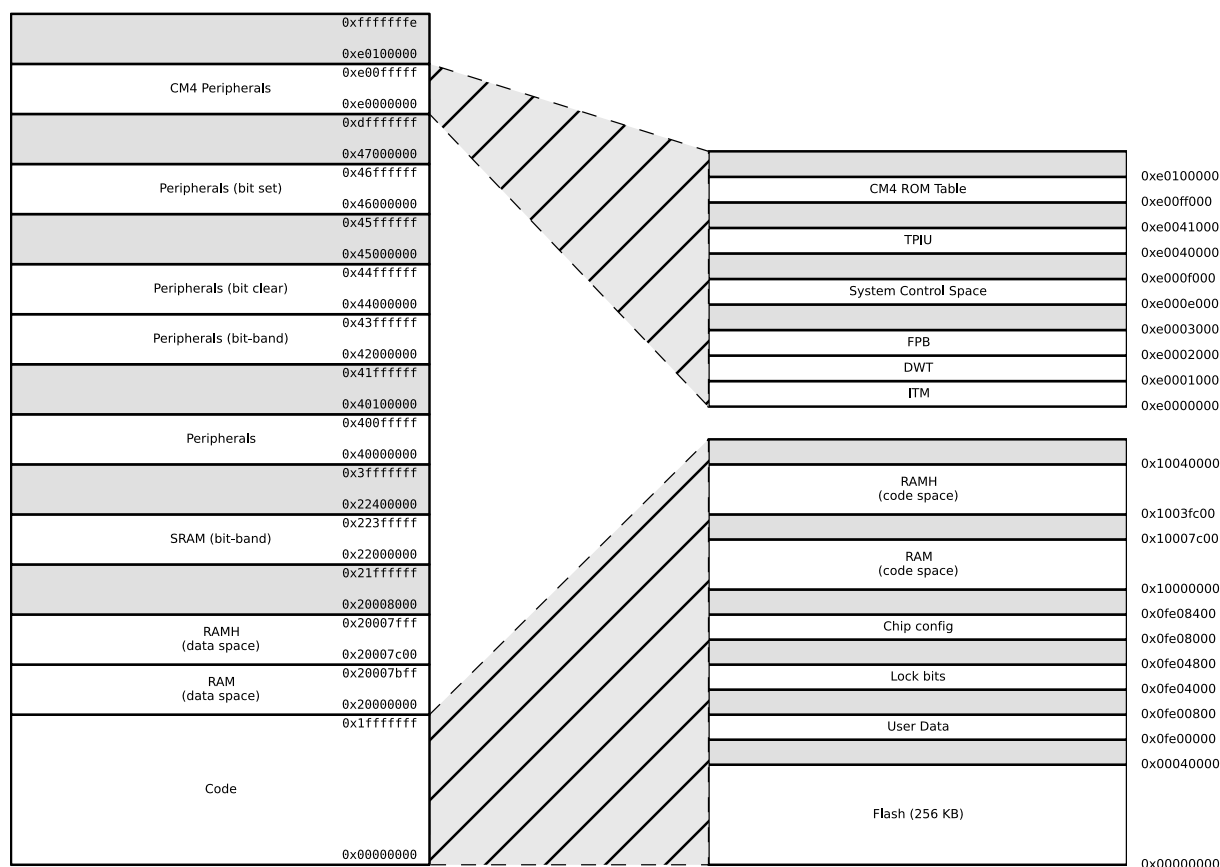 0xfffffffe
0xe0100000
0xe00fffff
CM4 Peripherals
0xe0000000
0xdfffffff
0x47000000
0x46ffffff
Peripherals (bit set)
0x46000000
0x45ffffff
0x45000000
0x44ffffff
Peripherals (bit clear)
0x44000000
0x43ffffff
Peripherals (bit-band)
0x42000000
0x41ffffff
0x40100000
0x400fffff
Peripherals
0x40000000
0x3fffffff
0x22400000
0x223fffff
SRAM (bit-band)
0x22000000
0x21ffffff
0x20008000
0x20007fff
RAMH
(data space)
0x20007c00
0x20007bff
RAM
(data space)
0x20000000
0x1fffffff
Code
0x00000000
0xe0100000
CM4 ROM Table
0xe00ff000
0xe0041000
TPIU
0xe0040000
0xe000f000
System Control Space
0xe000e000
0xe0003000
FPB
0xe0002000
DWT
0xe0001000
ITM
0xe0000000
0x10040000
RAMH
(code space)
0x1003fc00
0x10007c00
RAM
(code space)
0x10000000
0x0fe08400
Chip config
0x0fe08000
0x0fe04800
Lock bits
0x0fe04000
0x0fe00800
User Data
0x0fe00000
0x00040000
Flash (256 KB)
0x00000000